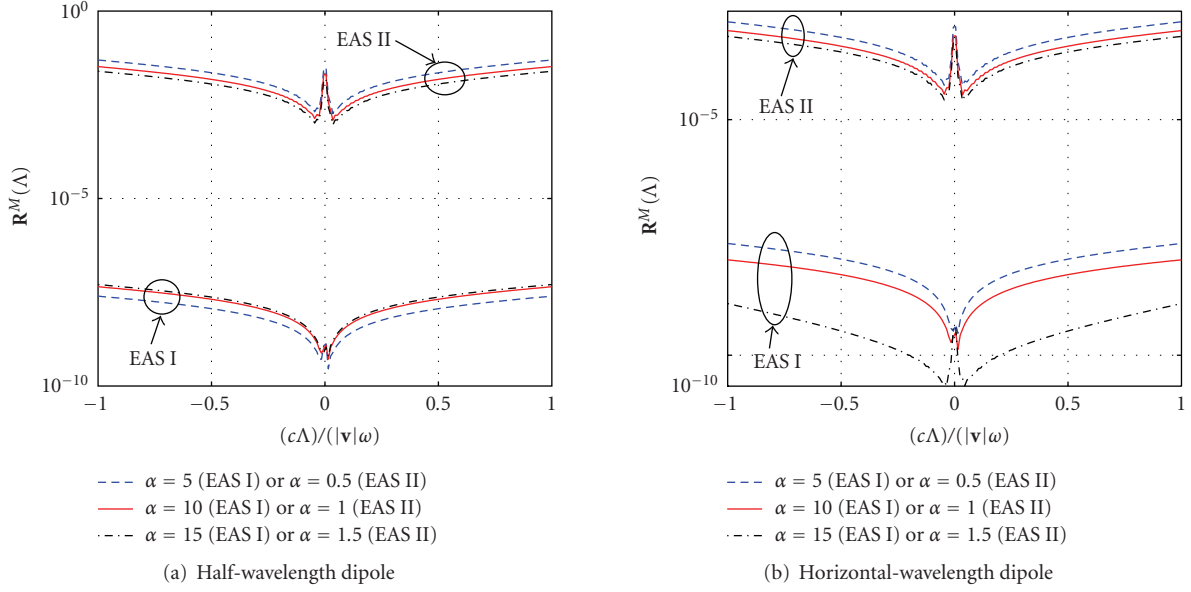 10⁰
10⁻⁵
10⁻¹⁰
R^M(Λ)
EAS II
EAS I
−1 −0.5 0 0.5 1
(cΛ)/(|v|ω)
α = 5 (EAS I) or α = 0.5 (EAS II)
α = 10 (EAS I) or α = 1 (EAS II)
α = 15 (EAS I) or α = 1.5 (EAS II)
(a) Half-wavelength dipole
10⁻⁵
10⁻¹⁰
R^M(Λ)
EAS II
EAS I
−1 −0.5 0 0.5 1
(cΛ)/(|v|ω)
α = 5 (EAS I) or α = 0.5 (EAS II)
α = 10 (EAS I) or α = 1 (EAS II)
α = 15 (EAS I) or α = 1.5 (EAS II)
(b) Horizontal-wavelength dipole